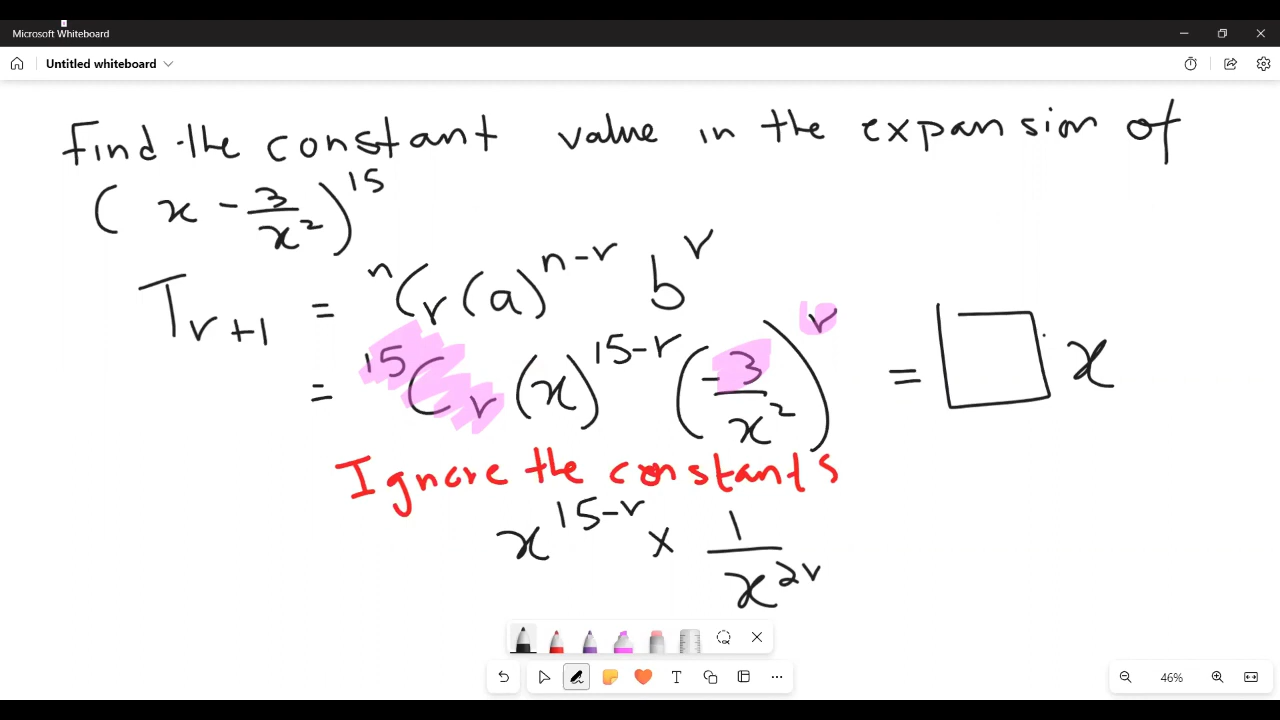 Microsoft Whiteboard
Untitled whiteboard
Find the constant value in the expansion of
(x - 3/x²)¹⁵
T_{r+1} = ⁿC_r (a)^{n-r} b^r
= ¹⁵C_r (x)^{15-r} (-3/x²)^r = □ x
Ignore the constants
x^{15-r} × 1/x^{2r}
T
46%